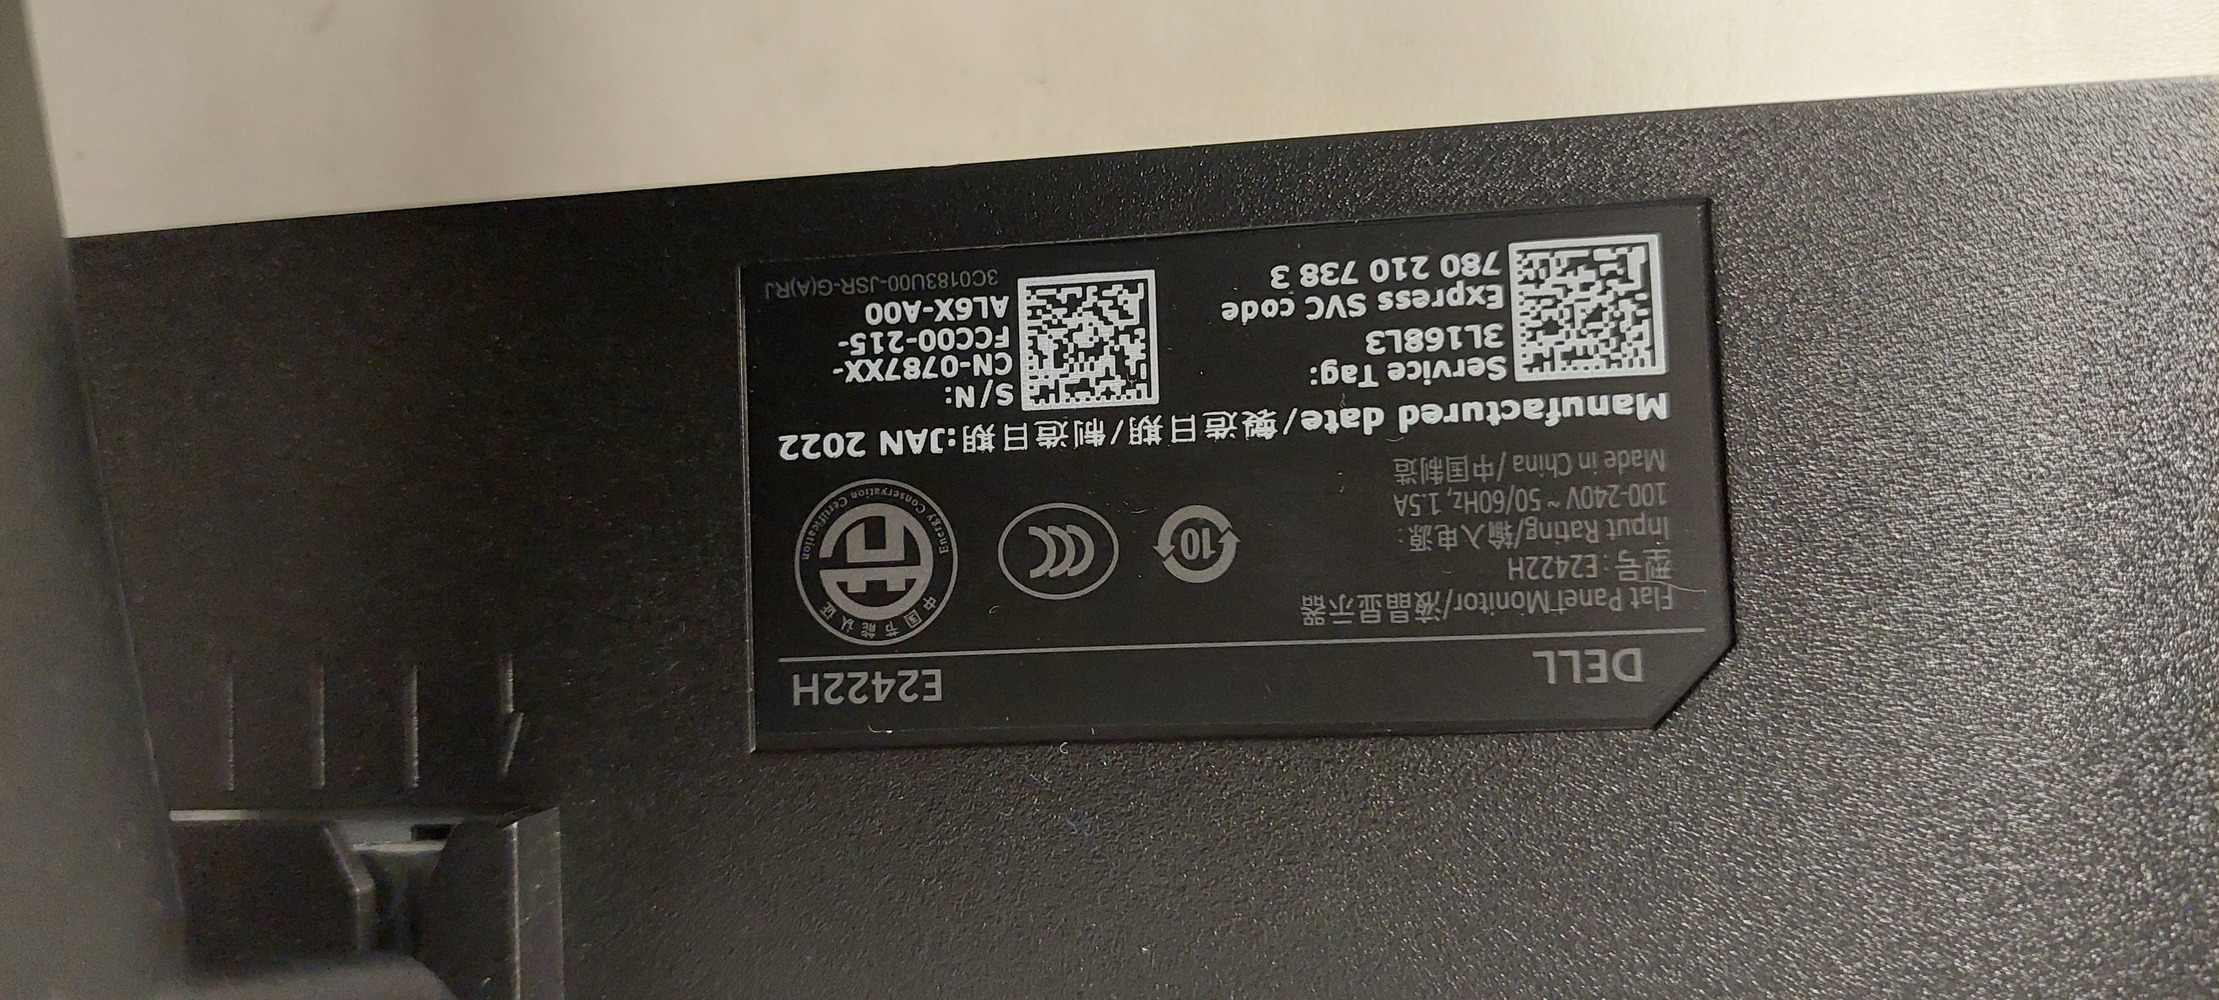 DELL
E2422H
Flat Panel Monitor/液晶显示器
型号: E2422H
Input Rating/输入电源:
100-240V ~ 50/60Hz, 1.5A
Made in China /中国制造
10
中国节能认证
Energy Conservation Certification
Manufactured date/製造日期/制造日期:JAN 2022
Service Tag:
3L168L3
Express SVC code
780 210 738 3
S/N:
CN-0787XX-
FCC00-215-
AL6X-A00
3C0183U00-JSR-G(A)RJ